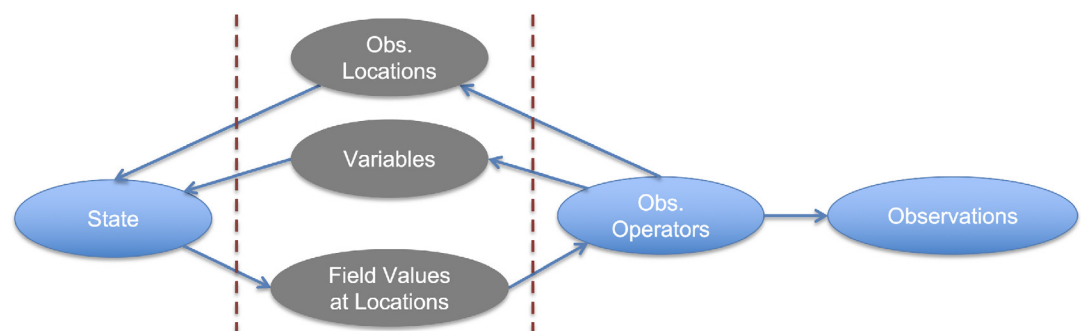 Obs.
Locations
Variables
State
Obs.
Operators
Observations
Field Values
at Locations